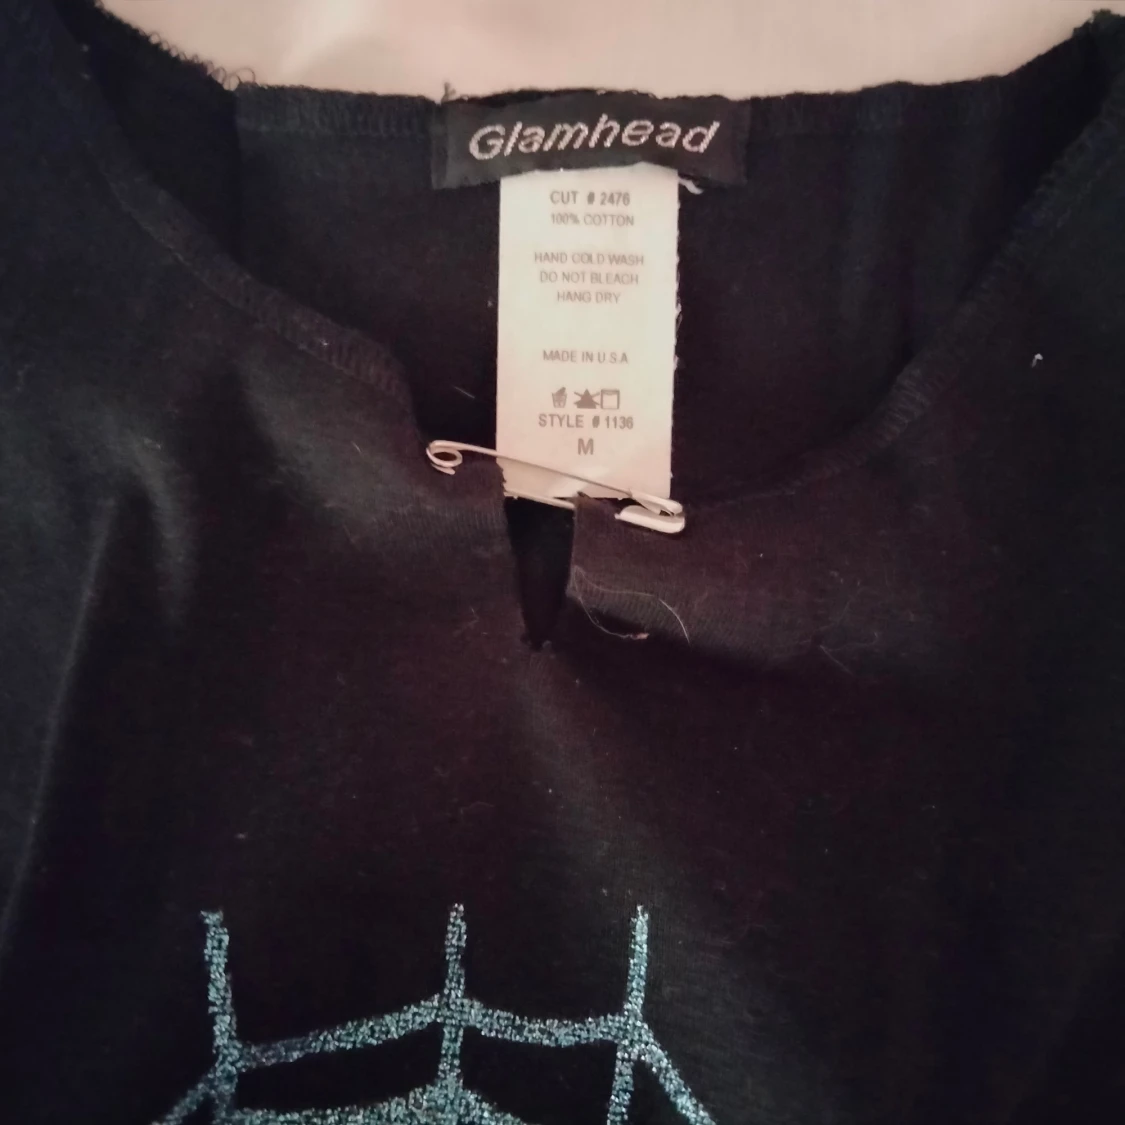 Glamhead
CUT # 2476
100% COTTON
HAND COLD WASH
DO NOT BLEACH
HANG DRY
MADE IN U.S.A
STYLE # 1136
M